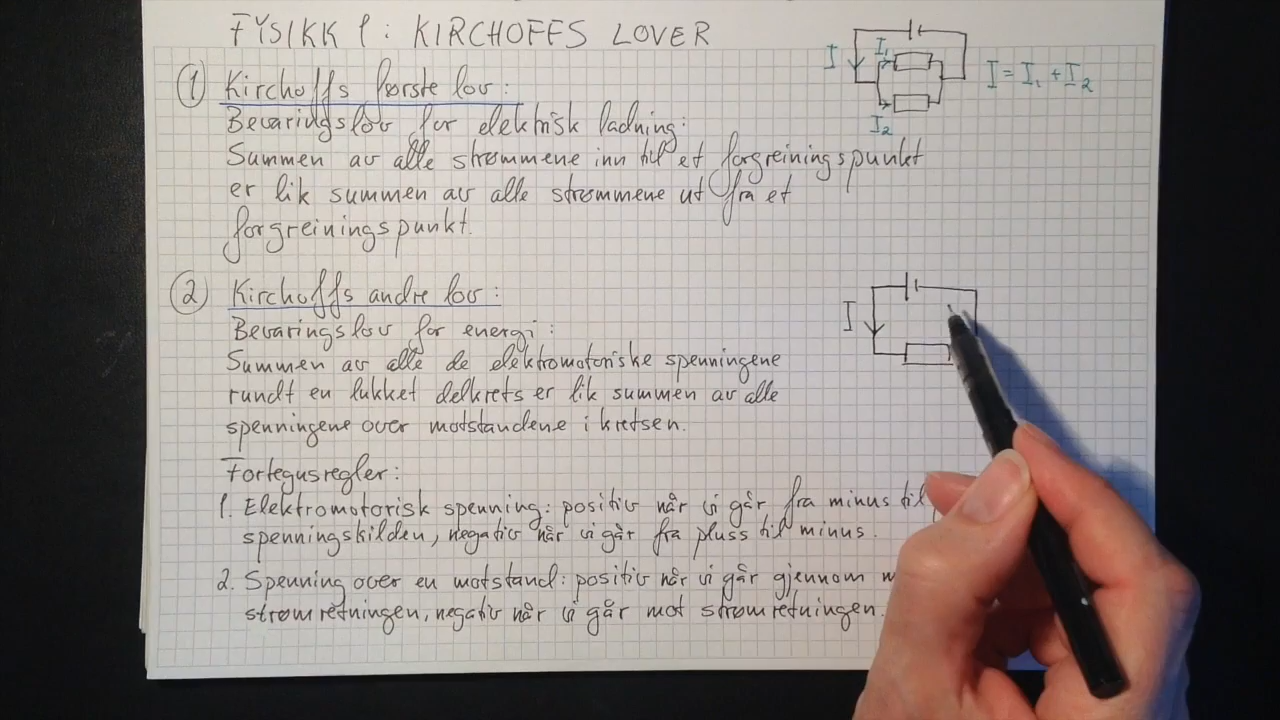 FYSIKK 1: KIRCHOFFS LOVER
I
I₁
I₂
I = I₁ + I₂
① Kirchoffs første lov:
Bevaringslov for elektrisk ladning:
Summen av alle strømmene inn til et forgreiningspunkt
er lik summen av alle strømmene ut fra et
forgreiningspunkt.
② Kirchoffs andre lov:
I
Bevaringslov for energi:
Summen av alle de elektromotoriske spenningene
rundt en lukket delkrets er lik summen av alle
spenningene over motstandene i kretsen.
Fortegnsregler:
1. Elektromotorisk spenning: positiv når vi går fra minus til
spenningskilden, negativ når vi går fra pluss til minus.
2. Spenning over en motstand: positiv når vi går gjennom
strømretningen, negativ når vi går mot strømretningen.